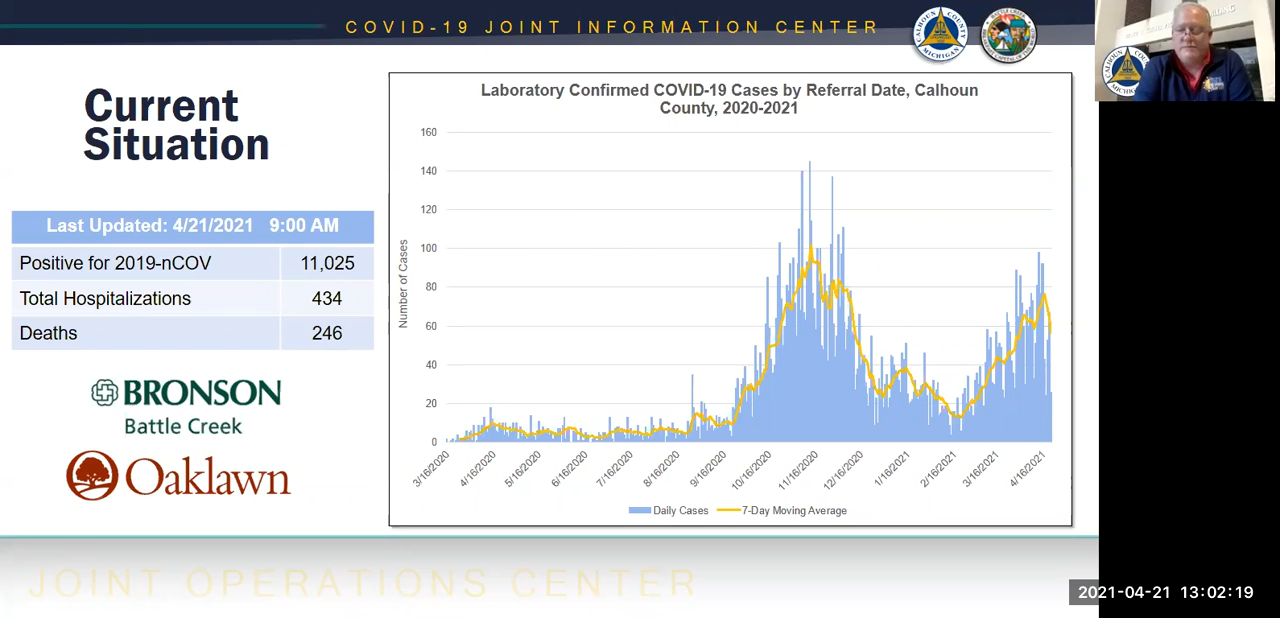 COVID-19 JOINT INFORMATION CENTER
CALHOUN COUNTY
MICHIGAN
BATTLE CREEK
Current
Situation
Last Updated: 4/21/2021 9:00 AM
Positive for 2019-nCOV 11,025
Total Hospitalizations 434
Deaths 246
BRONSON
Battle Creek
Oaklawn
Laboratory Confirmed COVID-19 Cases by Referral Date, Calhoun
County, 2020-2021
Number of Cases
160
140
120
100
80
60
40
20
0
3/16/2020
4/16/2020
5/16/2020
6/16/2020
7/16/2020
8/16/2020
9/16/2020
10/16/2020
11/16/2020
12/16/2020
1/16/2021
2/16/2021
3/16/2021
4/16/2021
Daily Cases
7-Day Moving Average
JOINT OPERATIONS CENTER
2021-04-21 13:02:19